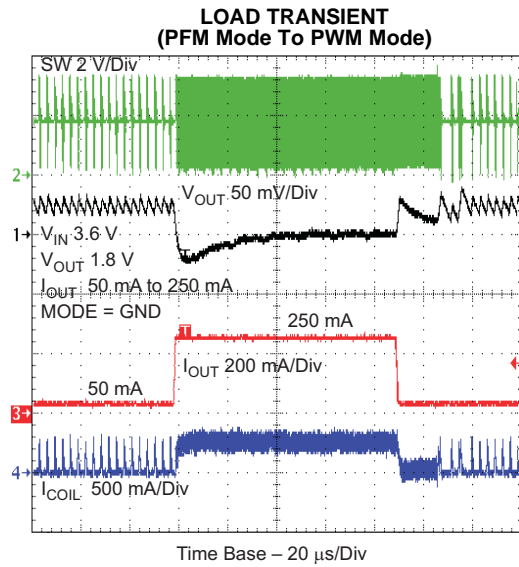 LOAD TRANSIENT
(PFM Mode To PWM Mode)
SW 2 V/Div
2
VOUT 50 mV/Div
1
VIN 3.6 V
VOUT 1.8 V
IOUT 50 mA to 250 mA
MODE = GND
250 mA
IOUT 200 mA/Div
50 mA
3
4
ICOIL 500 mA/Div
Time Base – 20 μs/Div